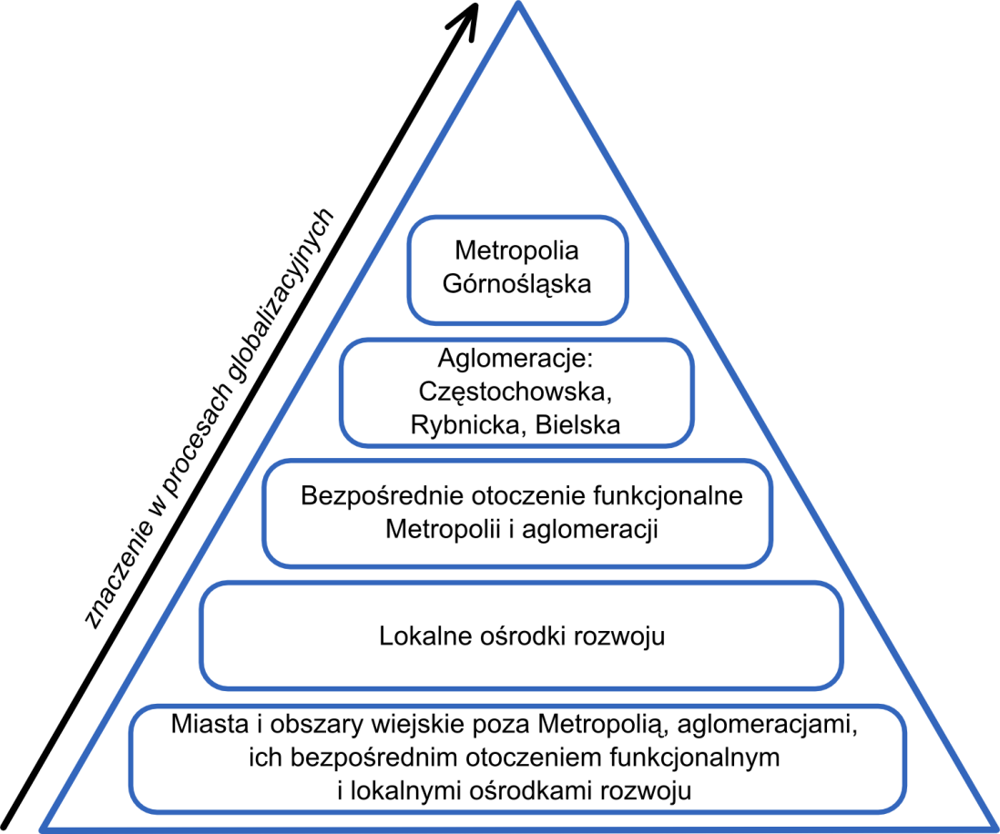 znaczenie w procesach globalizacyjnych
Metropolia
Górnośląska
Aglomeracje:
Częstochowska,
Rybnicka, Bielska
Bezpośrednie otoczenie funkcjonalne
Metropolii i aglomeracji
Lokalne ośrodki rozwoju
Miasta i obszary wiejskie poza Metropolią, aglomeracjami,
ich bezpośrednim otoczeniem funkcjonalnym
i lokalnymi ośrodkami rozwoju